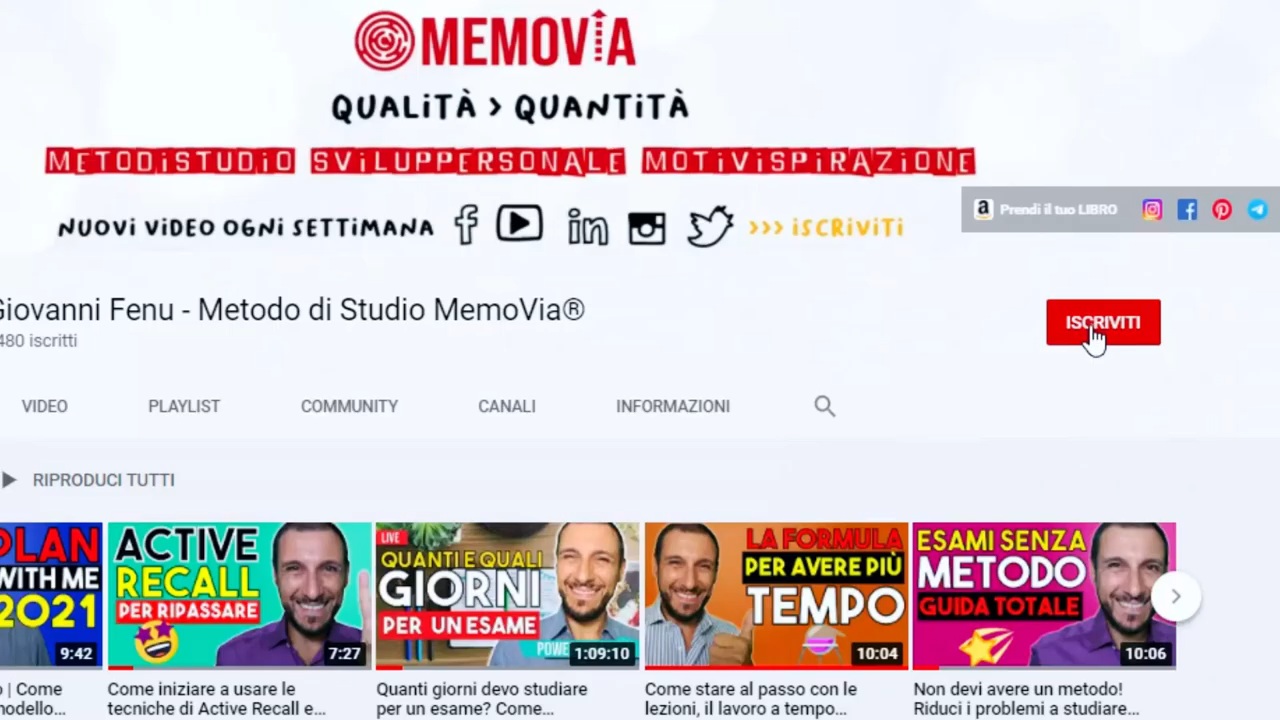 MEMOVIA
QUALiTÀ > QUANTiTÀ
METODiSTUDiO SViLUPPERSONALE MOTiViSPiRAZiONE
NUOVI ViDEO OGNi SETTiMANA >>> iSCRiViTi
a Prendi il tuo LIBRO
Giovanni Fenu - Metodo di Studio MemoVia®
480 iscritti
ISCRIVITI
VIDEO PLAYLIST COMMUNITY CANALI INFORMAZIONI
RIPRODUCI TUTTI
PLAN
WITH ME
2021
9:42
ACTIVE
RECALL
PER RIPASSARE
7:27
LIVE
QUANTI E QUALI
GIORNI
PER UN ESAME
POWE
1:09:10
LA FORMULA
PER AVERE PIÙ
TEMPO
10:04
ESAMI SENZA
METODO
GUIDA TOTALE
10:06
| Come
Come iniziare a usare le
tecniche di Active Recall e...
Quanti giorni devo studiare
per un esame? Come...
Come stare al passo con le
lezioni, il lavoro a tempo...
Non devi avere un metodo!
Riduci i problemi a studiare...